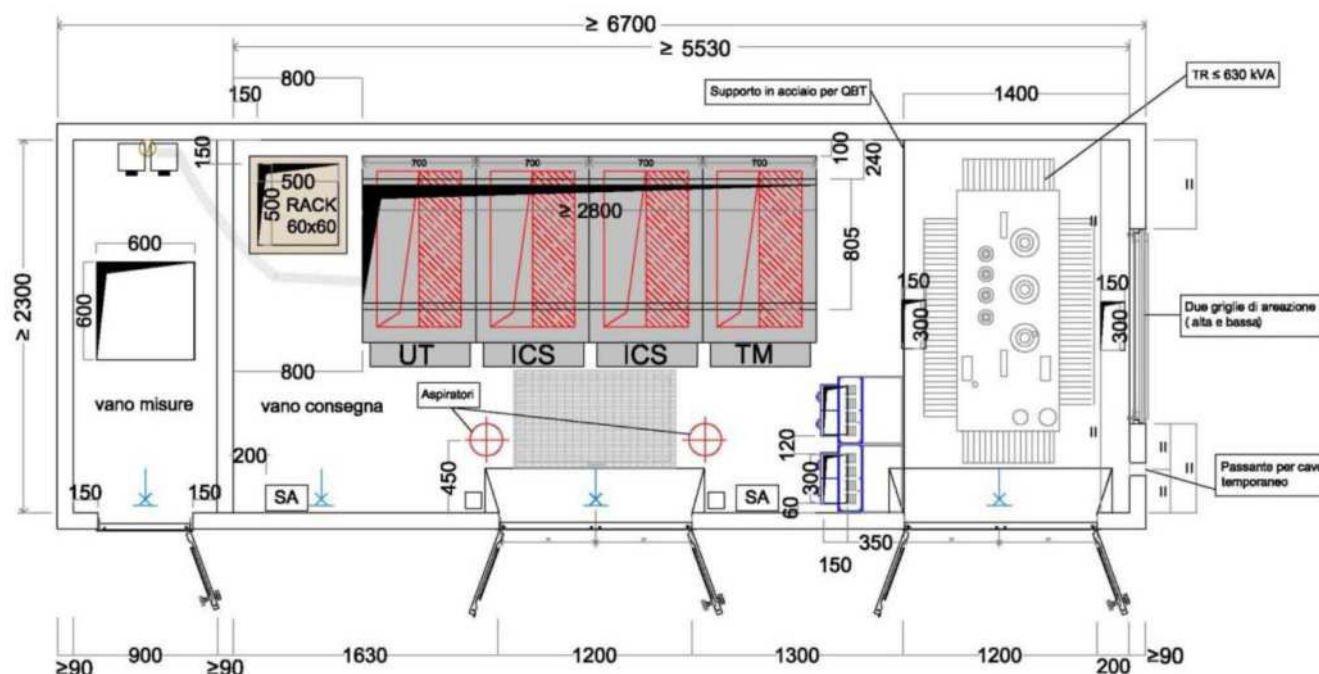 ≥ 6700
≥ 5530
800
150
Supporto in acciaio per QBT
1400
TR ≤ 630 kVA
150
700
700
700
700
100
240
=
500
500
RACK
60x60
≥ 2800
=
600
805
≥ 2300
600
150
300
150
300
Due griglie di areazione
( alta e bassa)
UT
ICS
ICS
TM
800
vano misure
vano consegna
Aspiratori
=
=
=
200
450
120
300
60
Passante per cavo
temporaneo
=
150
150
SA
SA
350
150
≥90
900
≥90
1630
1200
1300
1200
200
≥90